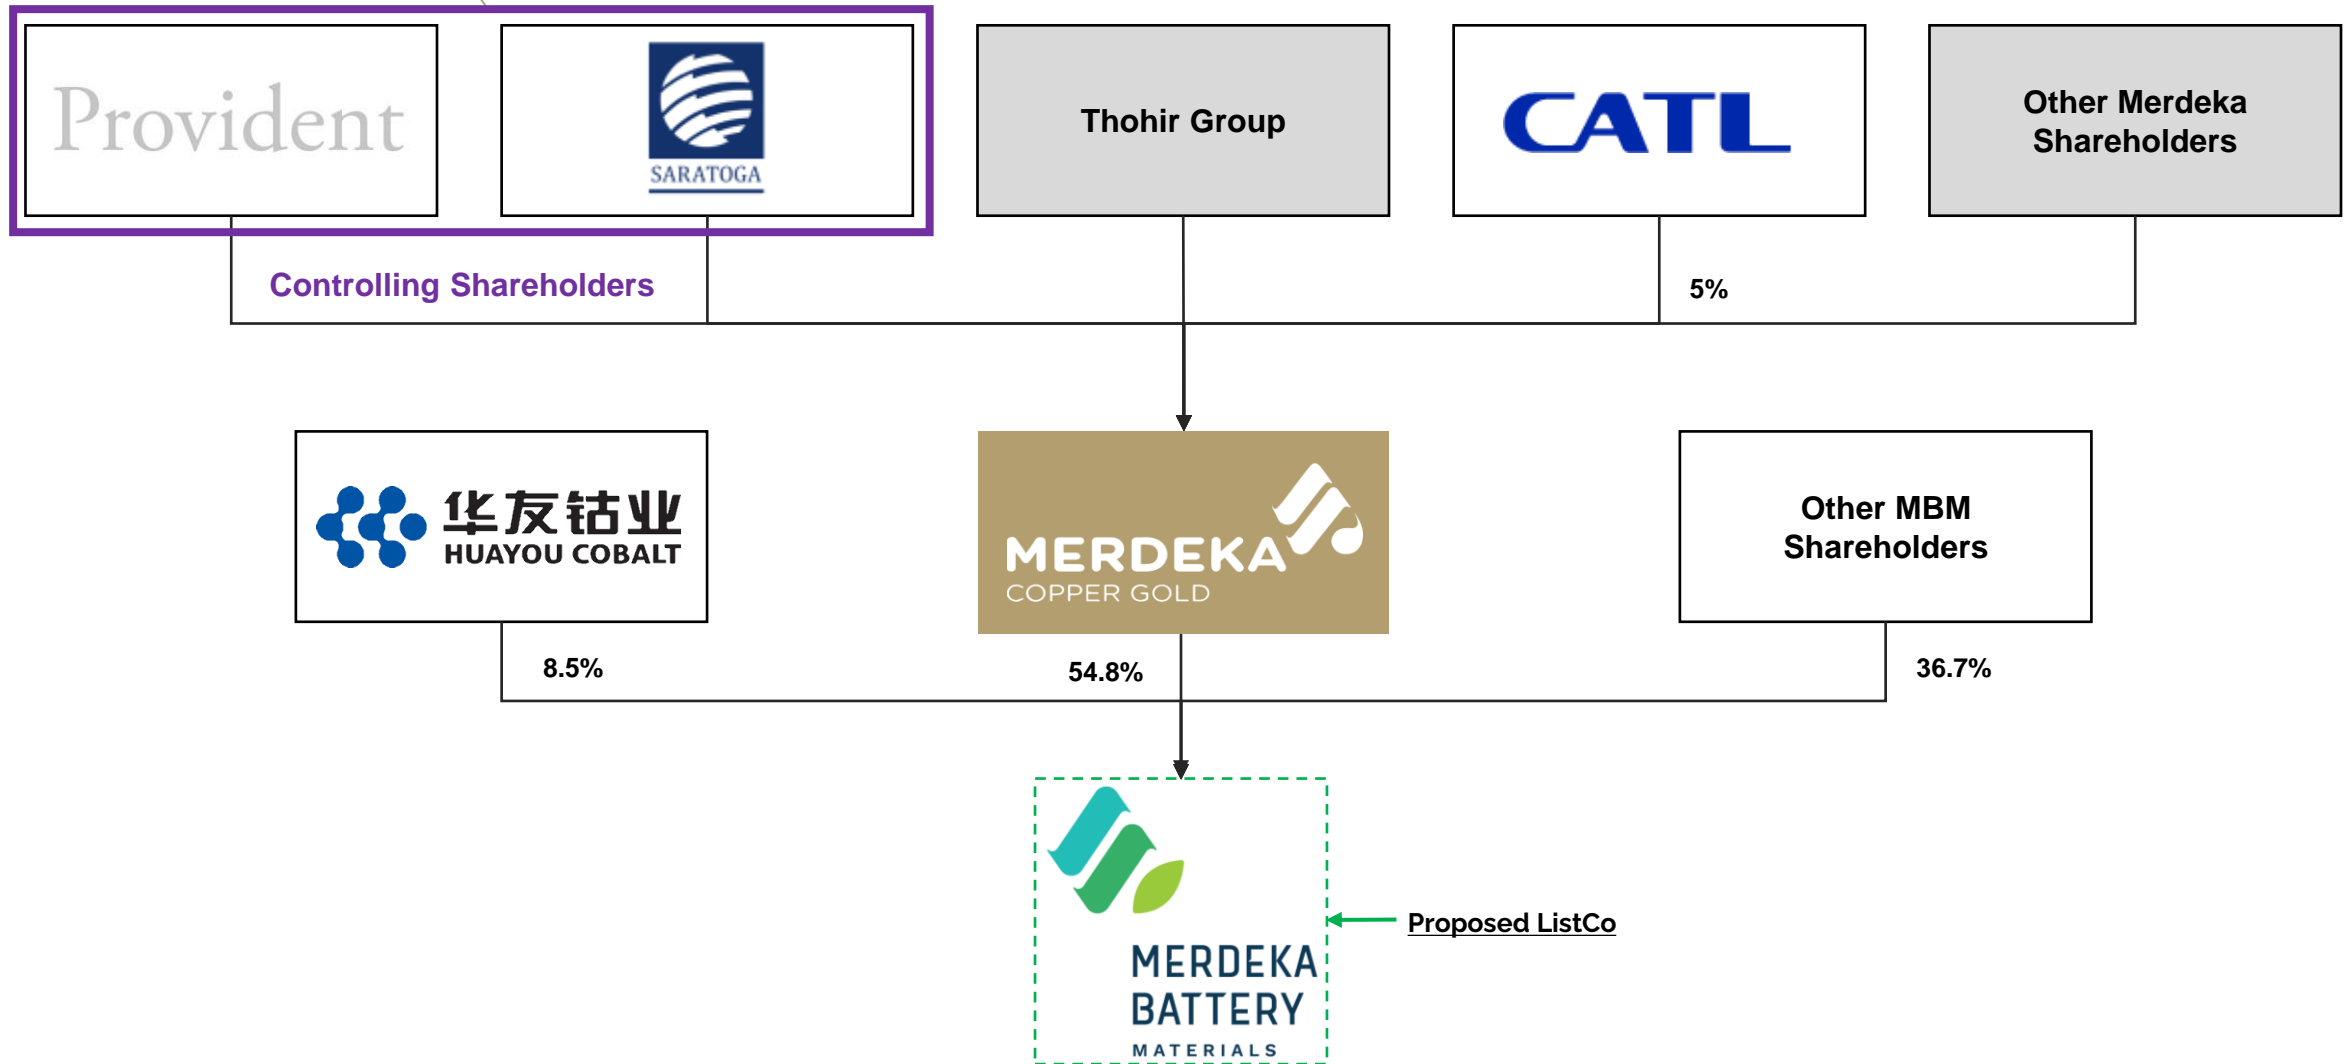 Provident
SARATOGA
Thohir Group
CATL
Other Merdeka
Shareholders
Controlling Shareholders
5%
华友钴业
HUAYOU COBALT
MERDEKA
COPPER GOLD
Other MBM
Shareholders
8.5%
54.8%
36.7%
Proposed ListCo
MERDEKA
BATTERY
MATERIALS